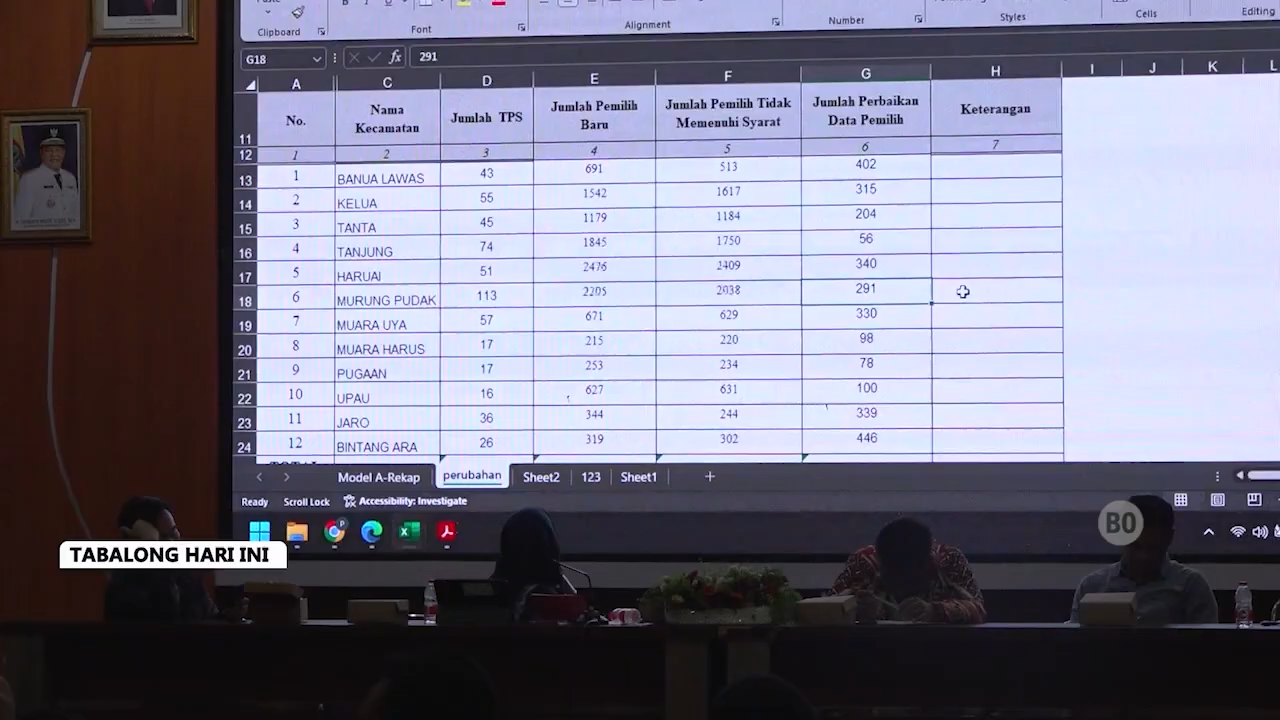 Clipboard
Font
Alignment
Number
Styles
Cells
Editing
G18
fx
291
A C D E F G H I J K L
11 No. Nama Kecamatan Jumlah TPS Jumlah Pemilih Baru Jumlah Pemilih Tidak Memenuhi Syarat Jumlah Perbaikan Data Pemilih Keterangan
12 1 2 3 4 5 6 7
13 1 BANUA LAWAS 43 691 513 402
14 2 KELUA 55 1542 1617 315
15 3 TANTA 45 1179 1184 204
16 4 TANJUNG 74 1845 1750 56
17 5 HARUAI 51 2476 2409 340
18 6 MURUNG PUDAK 113 2205 2038 291
19 7 MUARA UYA 57 671 629 330
20 8 MUARA HARUS 17 215 220 98
21 9 PUGAAN 17 253 234 78
22 10 UPAU 16 627 631 100
23 11 JARO 36 344 244 339
24 12 BINTANG ARA 26 319 302 446
Model A-Rekap perubahan Sheet2 123 Sheet1
Ready Scroll Lock Accessibility: Investigate
BO
TABALONG HARI INI